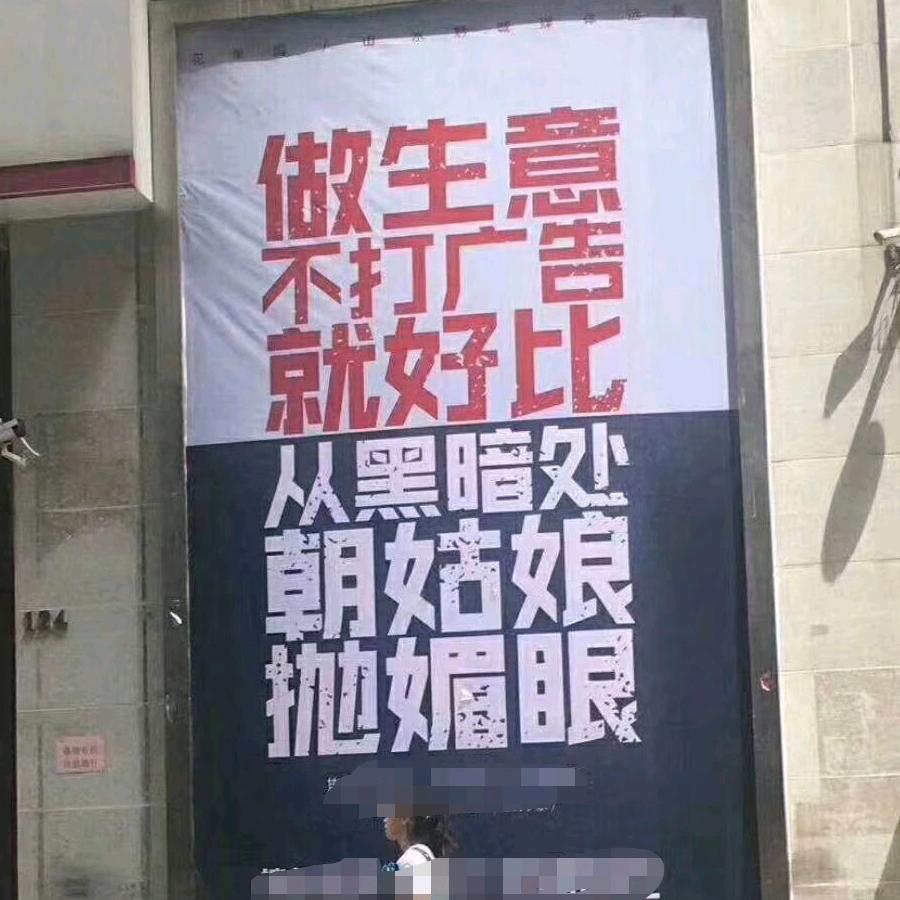 做生意
不打广告
就好比
从黑暗处
朝姑娘
抛媚眼